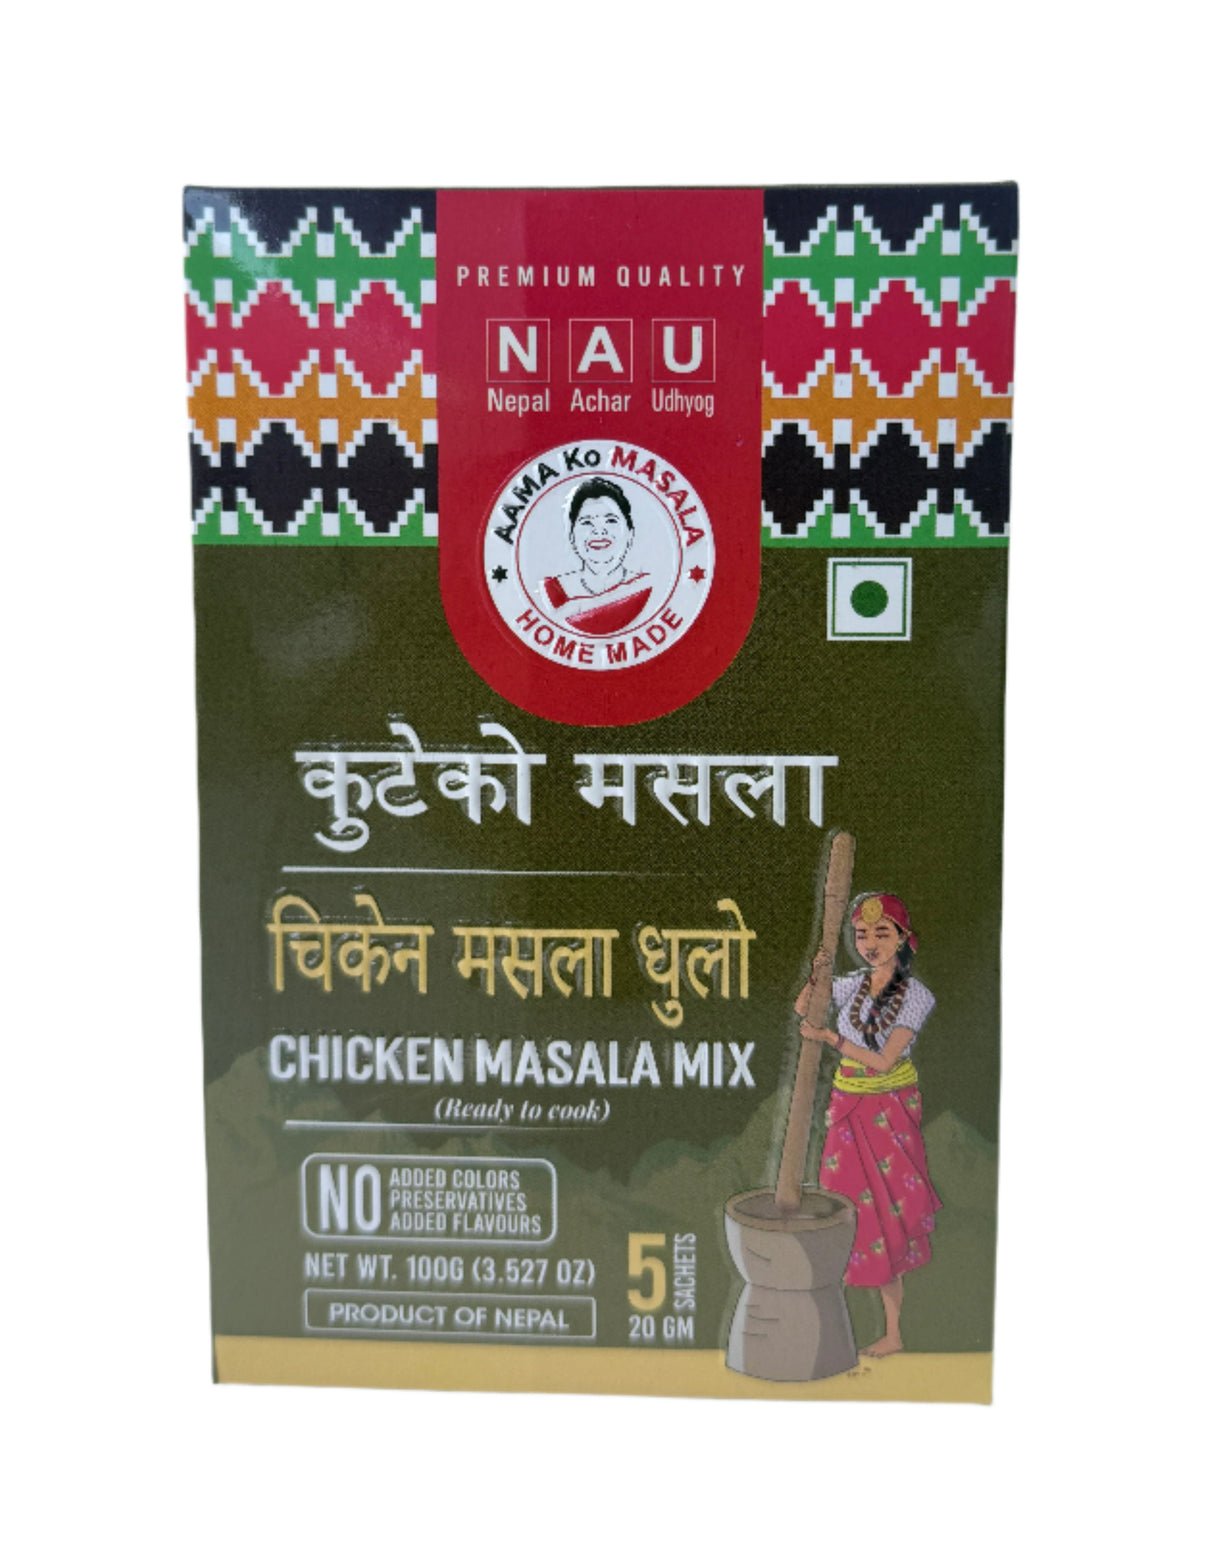 PREMIUM QUALITY
N A U
Nepal Achar Udhyog
AAMA Ko MASALA
HOME MADE
कुटेको मसला
चिकेन मसला धुलो
CHICKEN MASALA MIX
(Ready to cook)
NO ADDED COLORS
PRESERVATIVES
ADDED FLAVOURS
NET WT. 100G (3.527 OZ)
PRODUCT OF NEPAL
5 SACHETS
20 GM